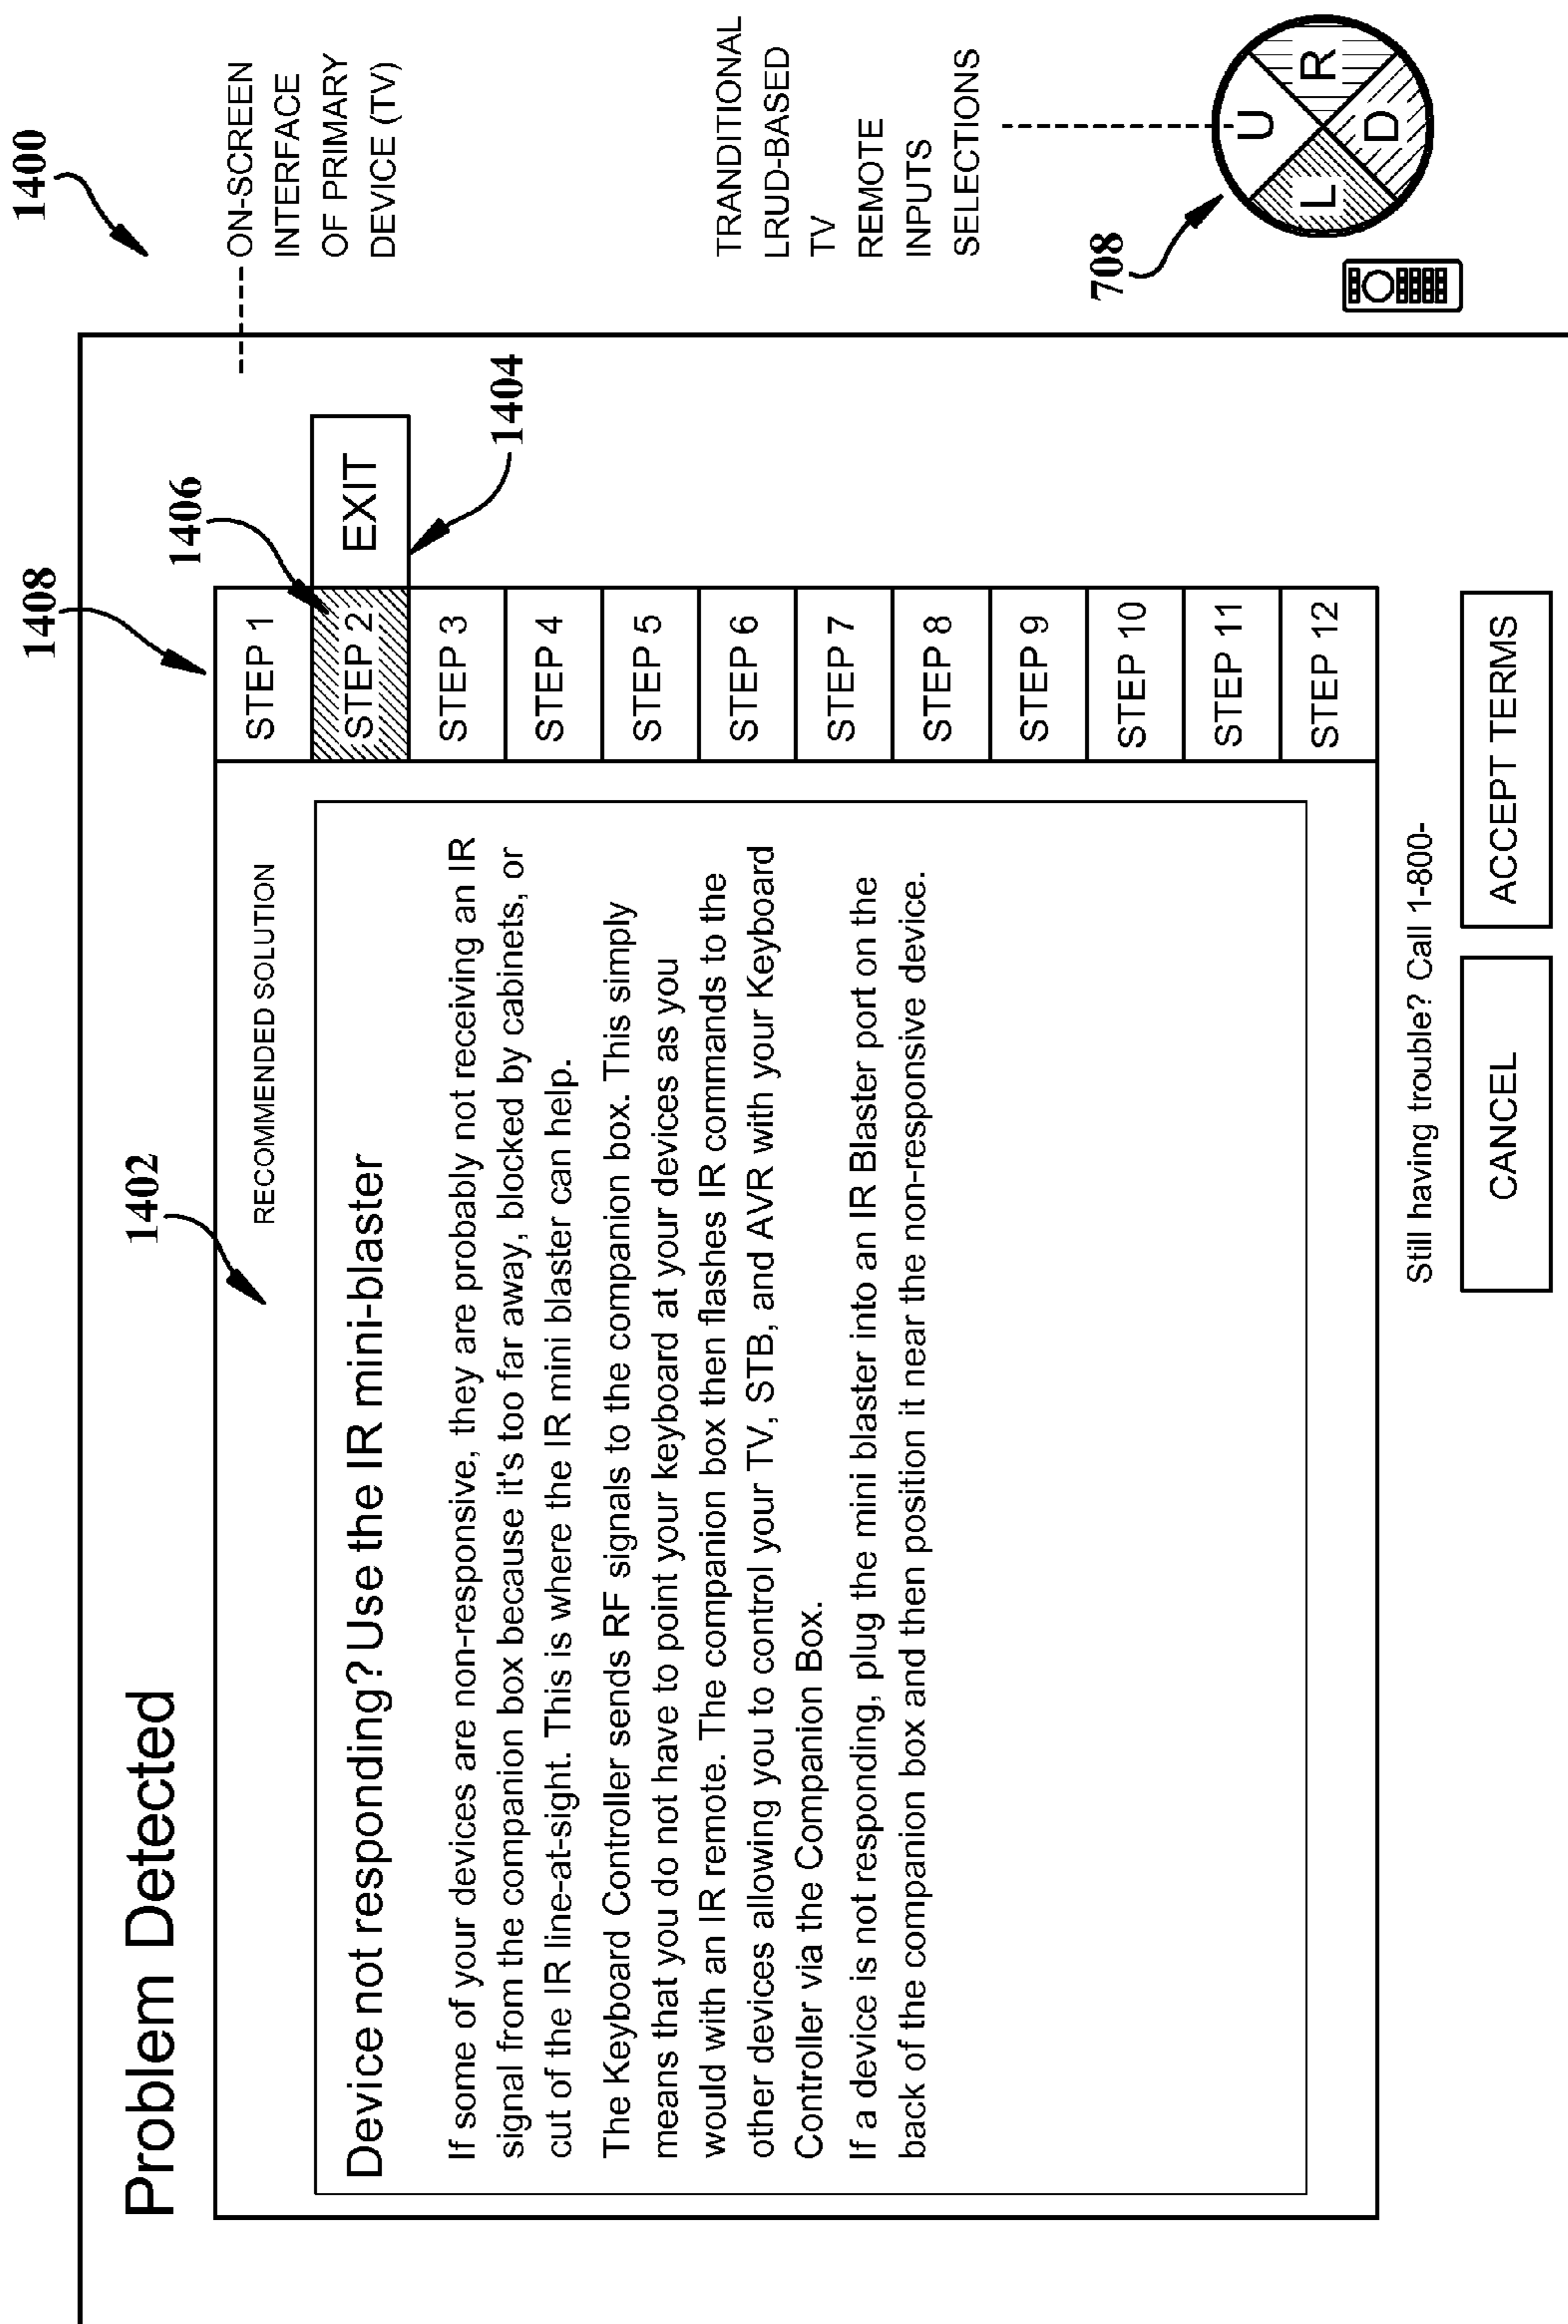 1400
ON-SCREEN
INTERFACE
OF PRIMARY
DEVICE (TV)
Problem Detected
1402
1408
1406
1404
RECOMMENDED SOLUTION
Device not responding? Use the IR mini-blaster
If some of your devices are non-responsive, they are probably not receiving an IR
signal from the companion box because it's too far away, blocked by cabinets, or
cut of the IR line-at-sight. This is where the IR mini blaster can help.
The Keyboard Controller sends RF signals to the companion box. This simply
means that you do not have to point your keyboard at your devices as you
would with an IR remote. The companion box then flashes IR commands to the
other devices allowing you to control your TV, STB, and AVR with your Keyboard
Controller via the Companion Box.
If a device is not responding, plug the mini blaster into an IR Blaster port on the
back of the companion box and then position it near the non-responsive device.
STEP 1
STEP 2
EXIT
STEP 3
STEP 4
STEP 5
STEP 6
STEP 7
STEP 8
STEP 9
STEP 10
STEP 11
STEP 12
Still having trouble? Call 1-800-
CANCEL
ACCEPT TERMS
TRANDITIONAL
LRUD-BASED
TV
REMOTE
INPUTS
SELECTIONS
708
U
L
R
D